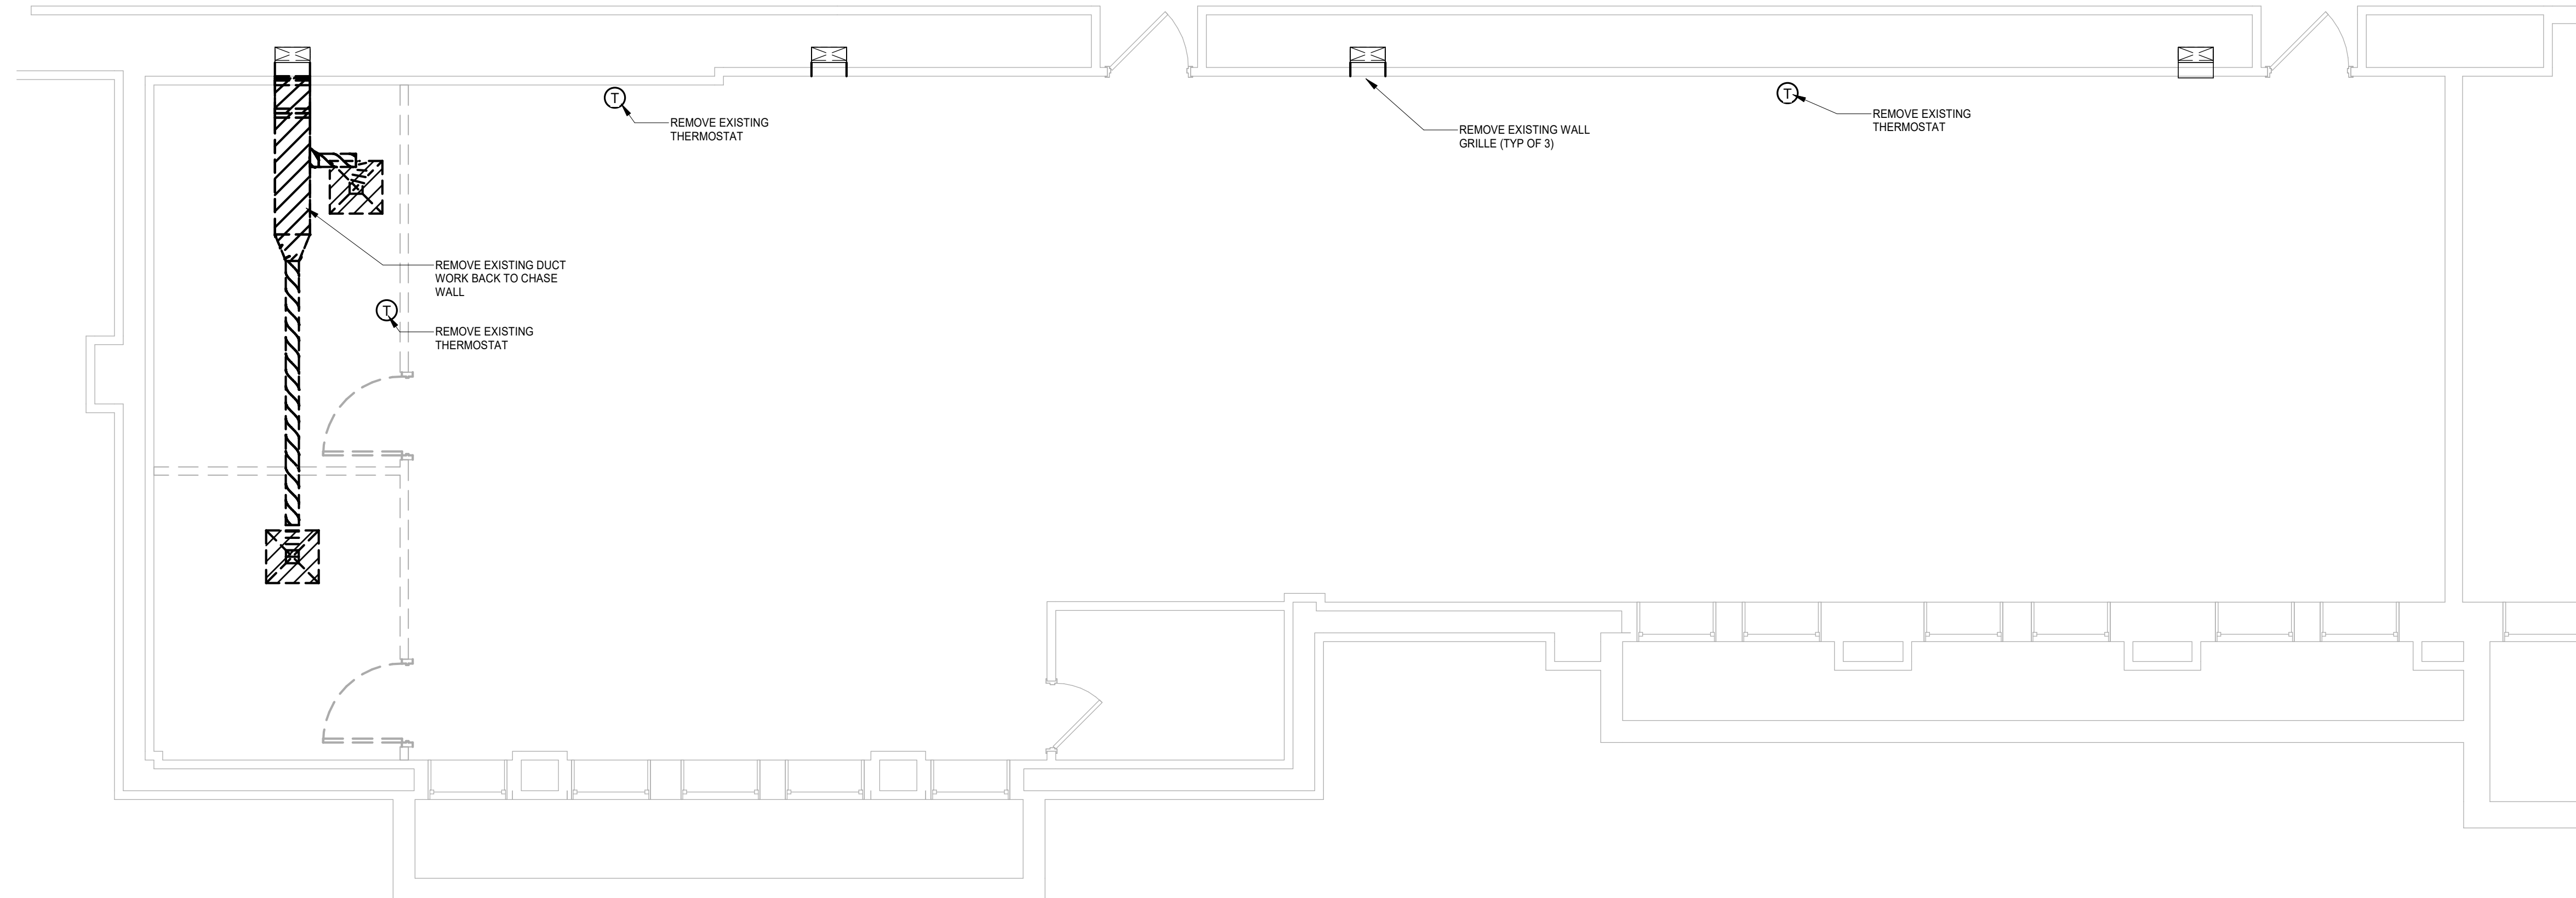 T
REMOVE EXISTING
THERMOSTAT
REMOVE EXISTING WALL
GRILLE (TYP OF 3)
T
REMOVE EXISTING
THERMOSTAT
REMOVE EXISTING DUCT
WORK BACK TO CHASE
WALL
T
REMOVE EXISTING
THERMOSTAT